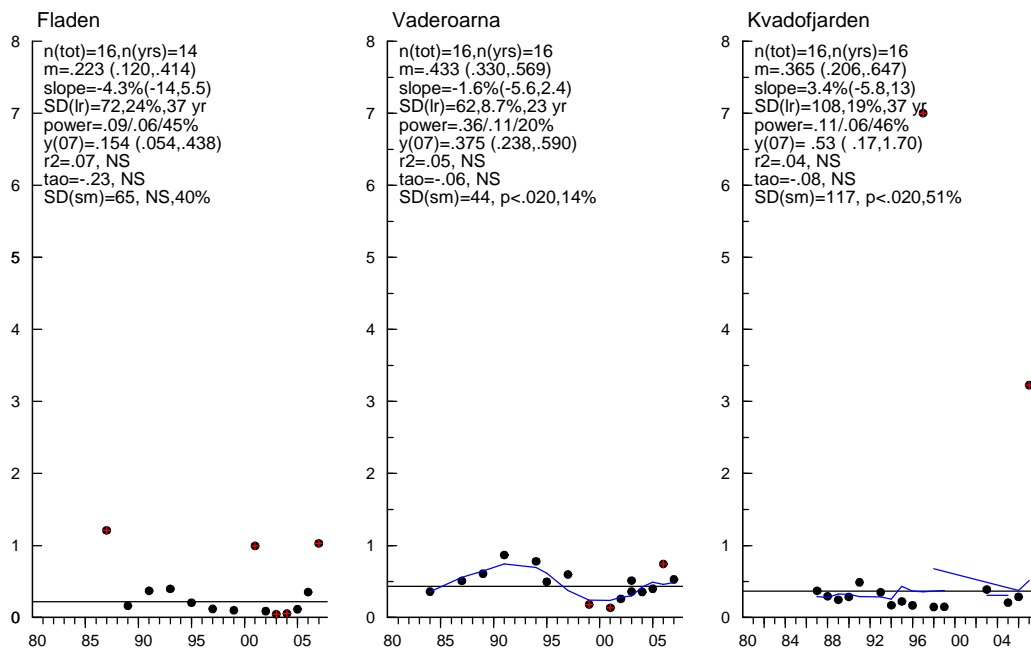 Fladen
8
7
6
5
4
3
2
1
0
n(tot)=16,n(yrs)=14
m=.223 (.120,.414)
slope=-4.3%(-14,5.5)
SD(lr)=72,24%,37 yr
power=.09/.06/45%
y(07)=.154 (.054,.438)
r2=.07, NS
tao=-.23, NS
SD(sm)=65, NS,40%
80 85 90 95 00 05
Vaderoarna
8
7
6
5
4
3
2
1
0
n(tot)=16,n(yrs)=16
m=.433 (.330,.569)
slope=-1.6%(-5.6,2.4)
SD(lr)=62,8.7%,23 yr
power=.36/.11/20%
y(07)=.375 (.238,.590)
r2=.05, NS
tao=-.06, NS
SD(sm)=44, p<.020,14%
80 85 90 95 00 05
Kvadofjarden
8
7
6
5
4
3
2
1
0
n(tot)=16,n(yrs)=16
m=.365 (.206,.647)
slope=3.4%(-5.8,13)
SD(lr)=108,19%,37 yr
power=.11/.06/46%
y(07)= .53 ( .17,1.70)
r2=.04, NS
tao=-.08, NS
SD(sm)=117, p<.020,51%
80 84 88 92 96 00 04